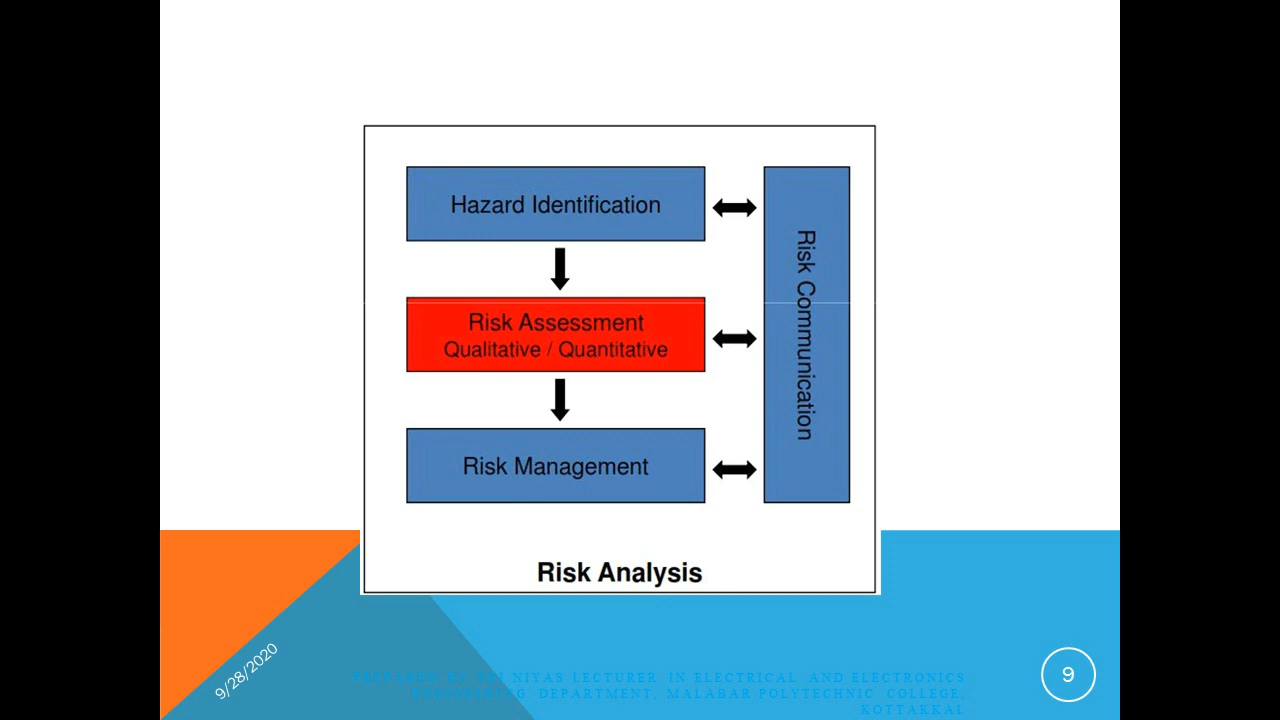 Hazard Identification
Risk Assessment
Qualitative / Quantitative
Risk Management
Risk Communication
Risk Analysis
9/28/2020
NIYAS LECTURER IN ELECTRICAL AND ELECTRONICS
DEPARTMENT, MALABAR POLYTECHNIC COLLEGE,
KOTTAKKAL
9